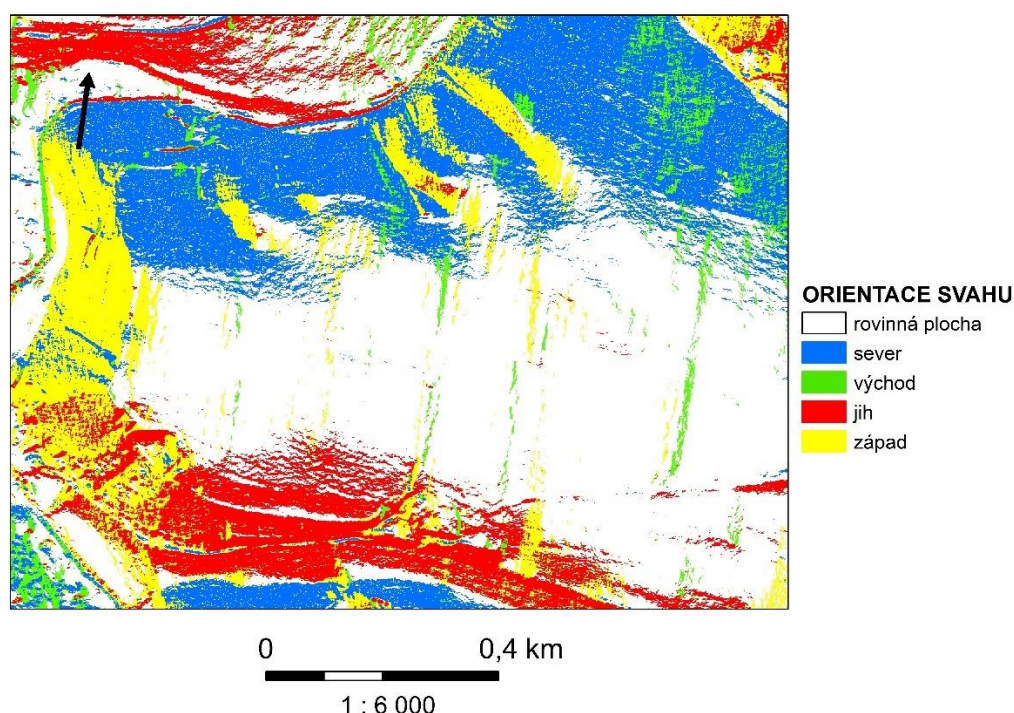 ORIENTACE SVAHU
rovinná plocha
sever
východ
jih
západ
0 0,4 km
1 : 6 000